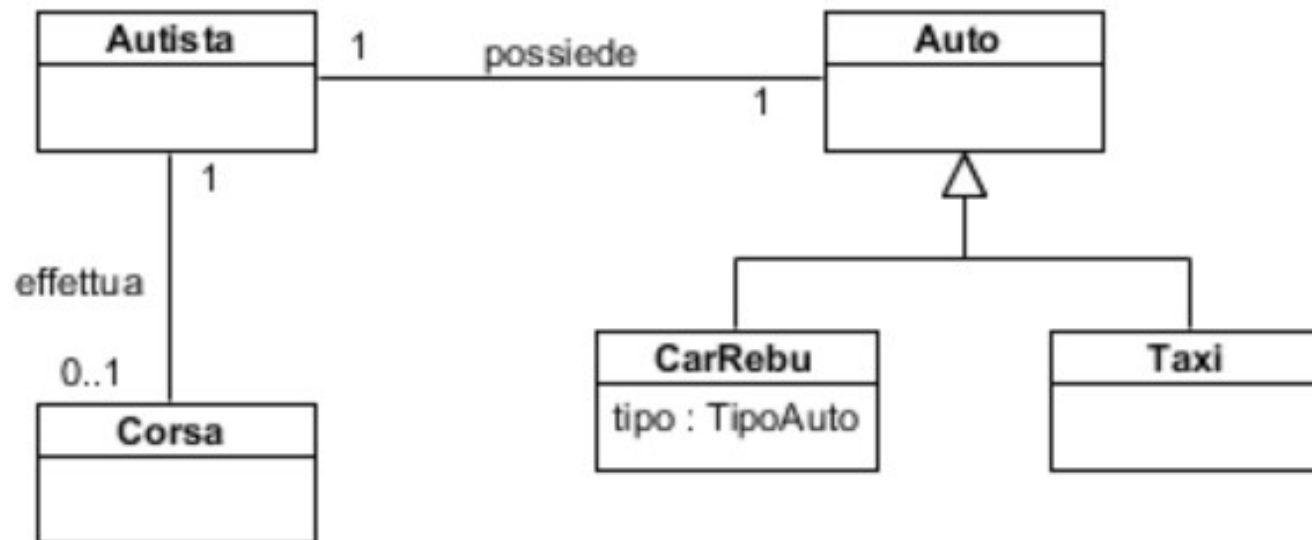 Autista
1
possiede
1
Auto
1
effettua
0..1
Corsa
CarRebu
tipo : TipoAuto
Taxi